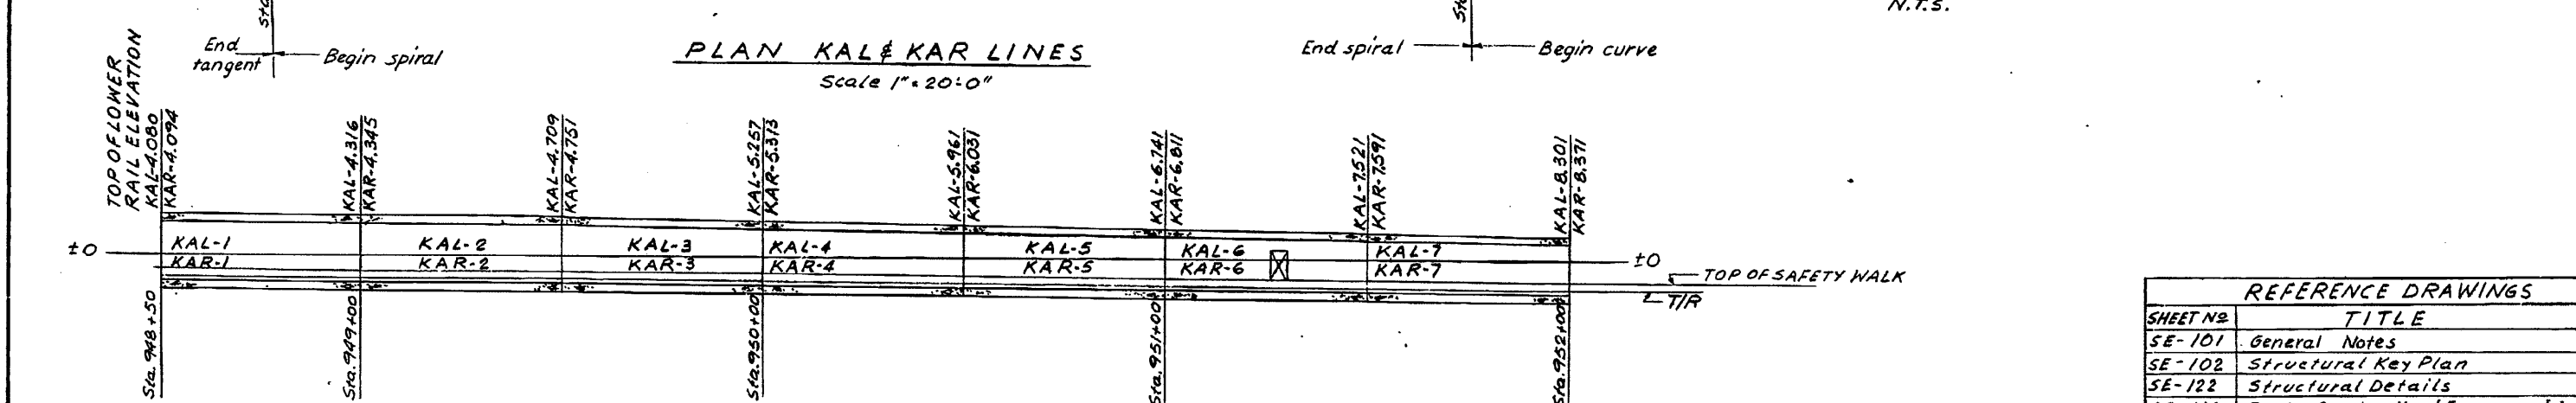 Sta
Sta
N.T.S.
End
tangent
Begin spiral
PLAN KAL & KAR LINES
Scale 1"=20'-0"
End spiral
Begin curve
TOP OF LOWER
RAIL ELEVATION
KAL-4.080
KAR-4.094
KAL-4.316
KAR-4.345
KAL-4.709
KAR-4.751
KAL-5.257
KAR-5.313
KAL-5.961
KAR-6.031
KAL-6.741
KAR-6.811
KAL-7.521
KAR-7.591
KAL-8.301
KAR-8.371
±0
KAL-1
KAL-2
KAL-3
KAL-4
KAL-5
KAL-6
KAL-7
±0
KAR-1
KAR-2
KAR-3
KAR-4
KAR-5
KAR-6
KAR-7
TOP OF SAFETY WALK
T/R
Sta. 948+50
Sta. 949+00
Sta. 950+00
Sta. 951+00
Sta. 952+00
REFERENCE DRAWINGS
SHEET Nº TITLE
SE-101 General Notes
SE-102 Structural Key Plan
SE-122 Structural Details